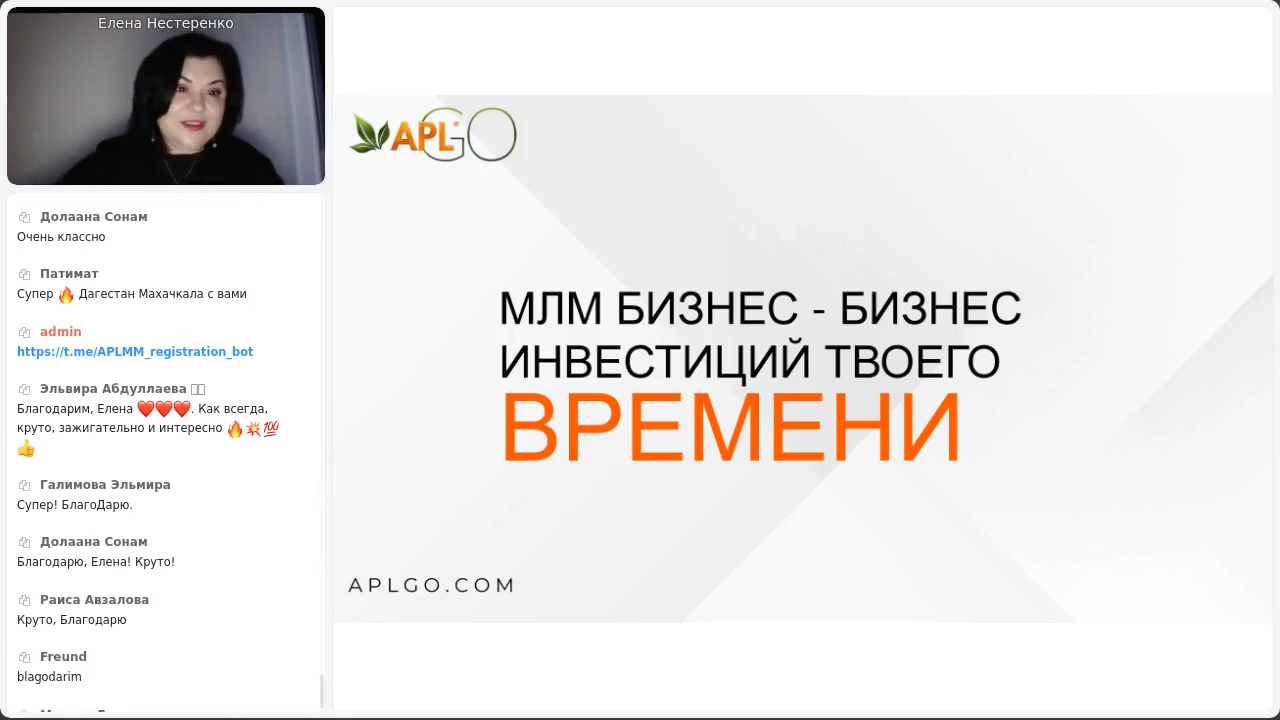 Елена Нестеренко
Долаана Сонам
Очень классно
Патимат
Супер 🔥 Дагестан Махачкала с вами
admin
https://t.me/APLMM_registration_bot
Эльвира Абдуллаева
Благодарим, Елена ❤️❤️❤️. Как всегда,
круто, зажигательно и интересно 🔥💥💯
👍
Галимова Эльмира
Супер! БлагоДарю.
Долаана Сонам
Благодарю, Елена! Круто!
Раиса Авзалова
Круто, Благодарю
Freund
blagodarim
APLGO
МЛМ БИЗНЕС - БИЗНЕС
ИНВЕСТИЦИЙ ТВОЕГО
ВРЕМЕНИ
APLGO.COM